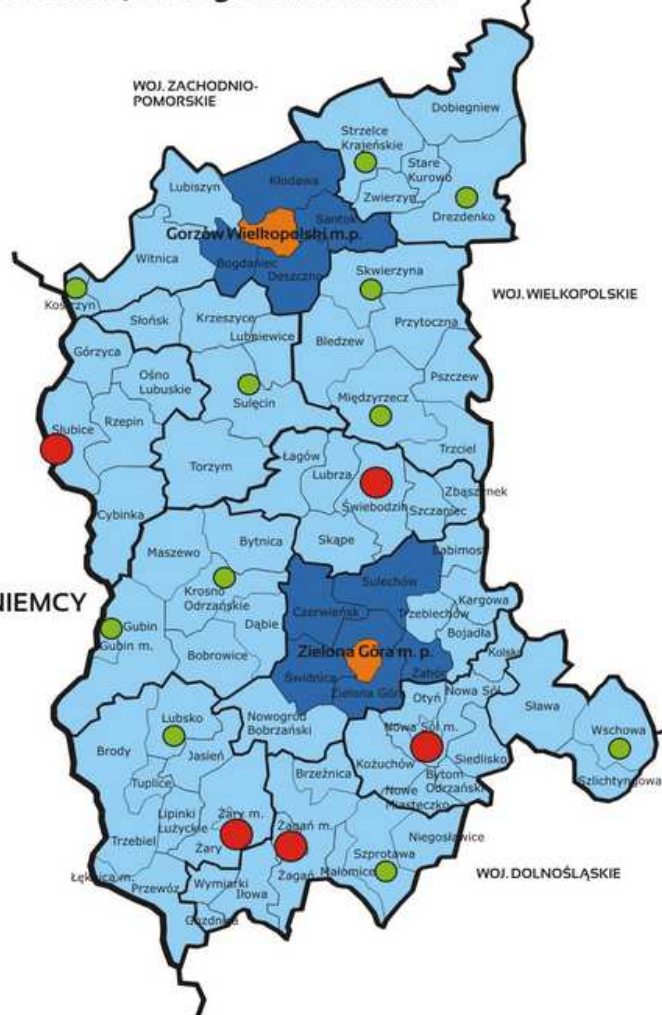 WOJ. ZACHODNIO-
POMORSKIE
Dobiegniew
Strzelce
Krajeńskie
Stare
Kurowo
Kłodawa
Lubiszyn
Zwierzyn
Drezdenko
Santok
Gorzów Wielkopolski m.p.
Witnica
Bogdaniec
Deszczno
Skwierzyna
WOJ. WIELKOPOLSKIE
Kostrzyn
Słońsk
Krzeszyce
Przytoczna
Lubniewice
Bledzew
Górzyca
Ośno
Lubuskie
Pszczew
Sulęcin
Międzyrzecz
Rzepin
Słubice
Trzciel
Torzym
Łagów
Lubrza
Zbąszynek
Świebodzin
Szczaniec
Cybinka
Skąpe
Bytnica
Maszewo
Babimost
Sulechów
Krosno
Odrzańskie
NIEMCY
Kargowa
Czerwieńsk
Trzebiechów
Gubin
Dąbie
Bojadła
Gubin m.
Bobrowice
Zielona Góra m. p.
Kolsko
Zabór
Świdnica
Zielona Góra
Otyń
Nowa Sól
Sława
Lubsko
Nowogród
Bobrzański
Nowa Sól m.
Wschowa
Brody
Jasień
Kożuchów
Siedlisko
Brzeźnica
Bytom
Odrzański
Szlichtyngowa
Tuplice
Nowe
Miasteczko
Lipinki
Łużyckie
Żary m.
Żagań m.
Trzebiel
Niegosławice
Żary
Szprotawa
Łęknica m.
Przewóz
Wymiarki
Żagań
Małomice
WOJ. DOLNOŚLĄSKIE
Iłowa
Gozdnica